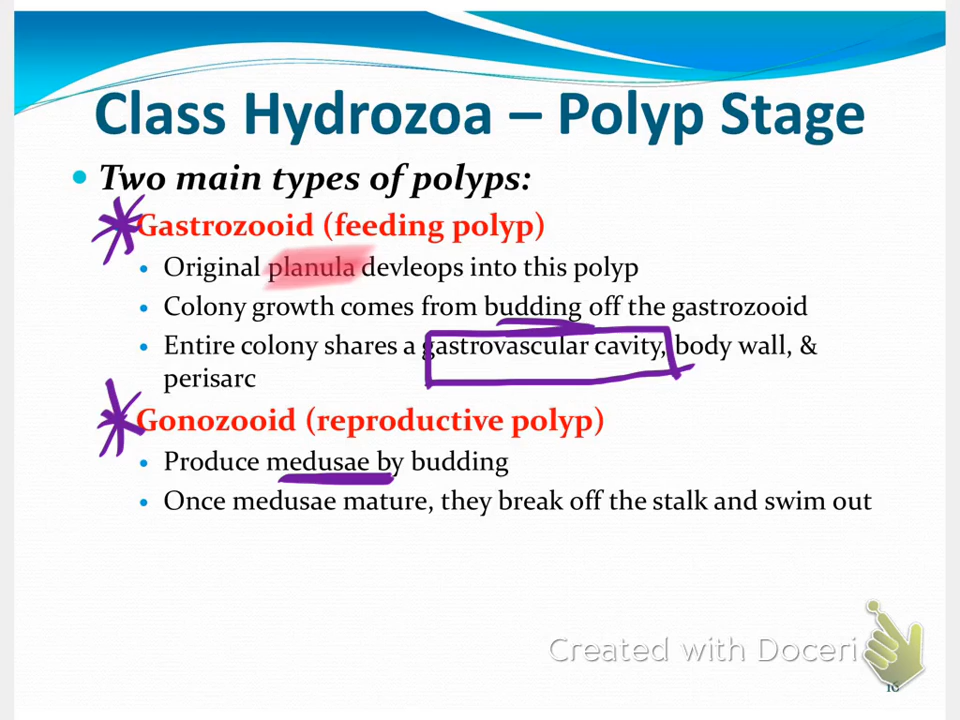 Class Hydrozoa – Polyp Stage
Two main types of polyps:
Gastrozooid (feeding polyp)
Original planula devleops into this polyp
Colony growth comes from budding off the gastrozooid
Entire colony shares a gastrovascular cavity, body wall, &
perisarc
Gonozooid (reproductive polyp)
Produce medusae by budding
Once medusae mature, they break off the stalk and swim out
Created with Doceri
16